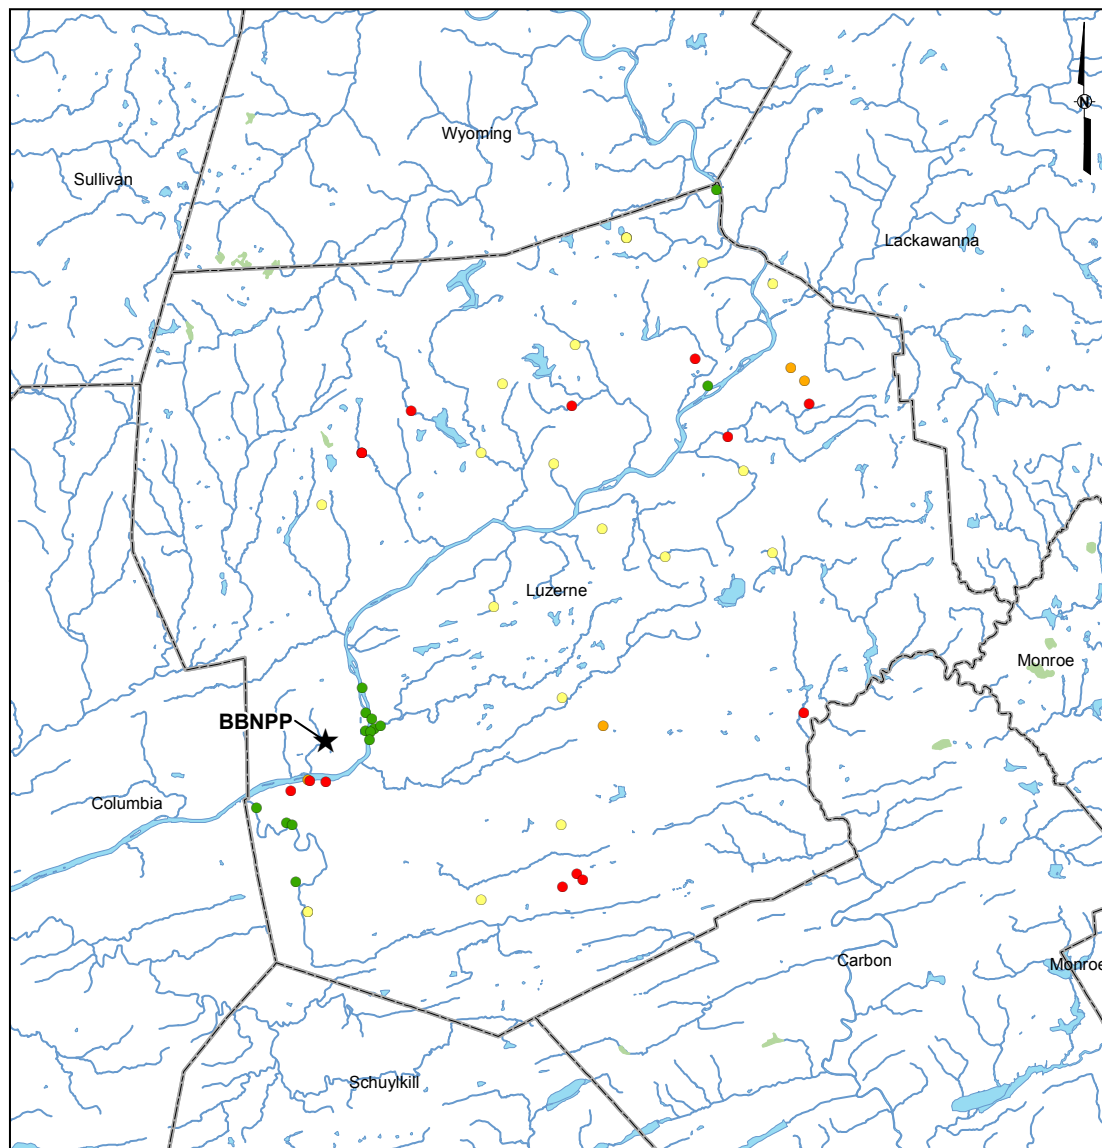 N
Wyoming
Sullivan
Lackawanna
Luzerne
Monroe
BBNPP
Columbia
Carbon
Monroe
Schuylkill